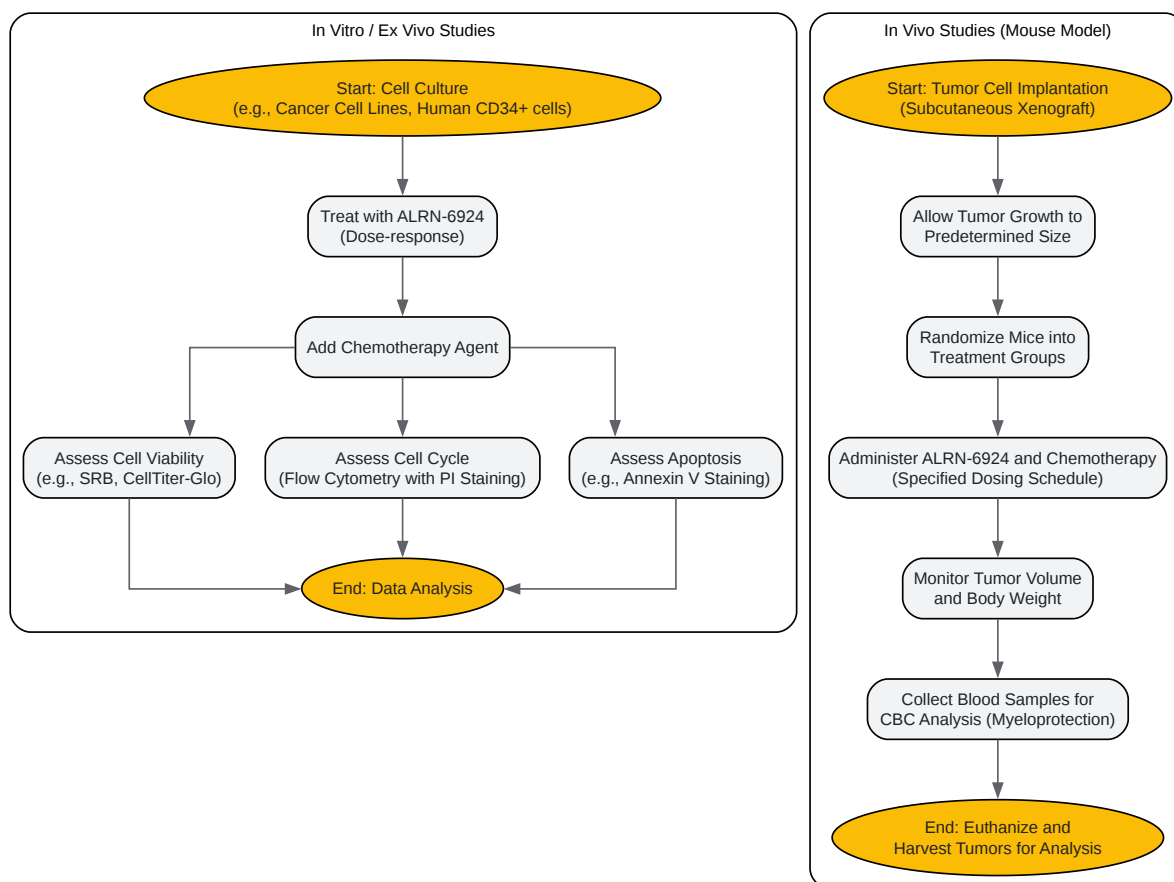 In Vitro / Ex Vivo Studies
Start: Cell Culture
(e.g., Cancer Cell Lines, Human CD34+ cells)
Treat with ALRN-6924
(Dose-response)
Add Chemotherapy Agent
Assess Cell Viability
(e.g., SRB, CellTiter-Glo)
Assess Cell Cycle
(Flow Cytometry with PI Staining)
Assess Apoptosis
(e.g., Annexin V Staining)
End: Data Analysis
In Vivo Studies (Mouse Model)
Start: Tumor Cell Implantation
(Subcutaneous Xenograft)
Allow Tumor Growth to
Predetermined Size
Randomize Mice into
Treatment Groups
Administer ALRN-6924 and Chemotherapy
(Specified Dosing Schedule)
Monitor Tumor Volume
and Body Weight
Collect Blood Samples for
CBC Analysis (Myeloprotection)
End: Euthanize and
Harvest Tumors for Analysis